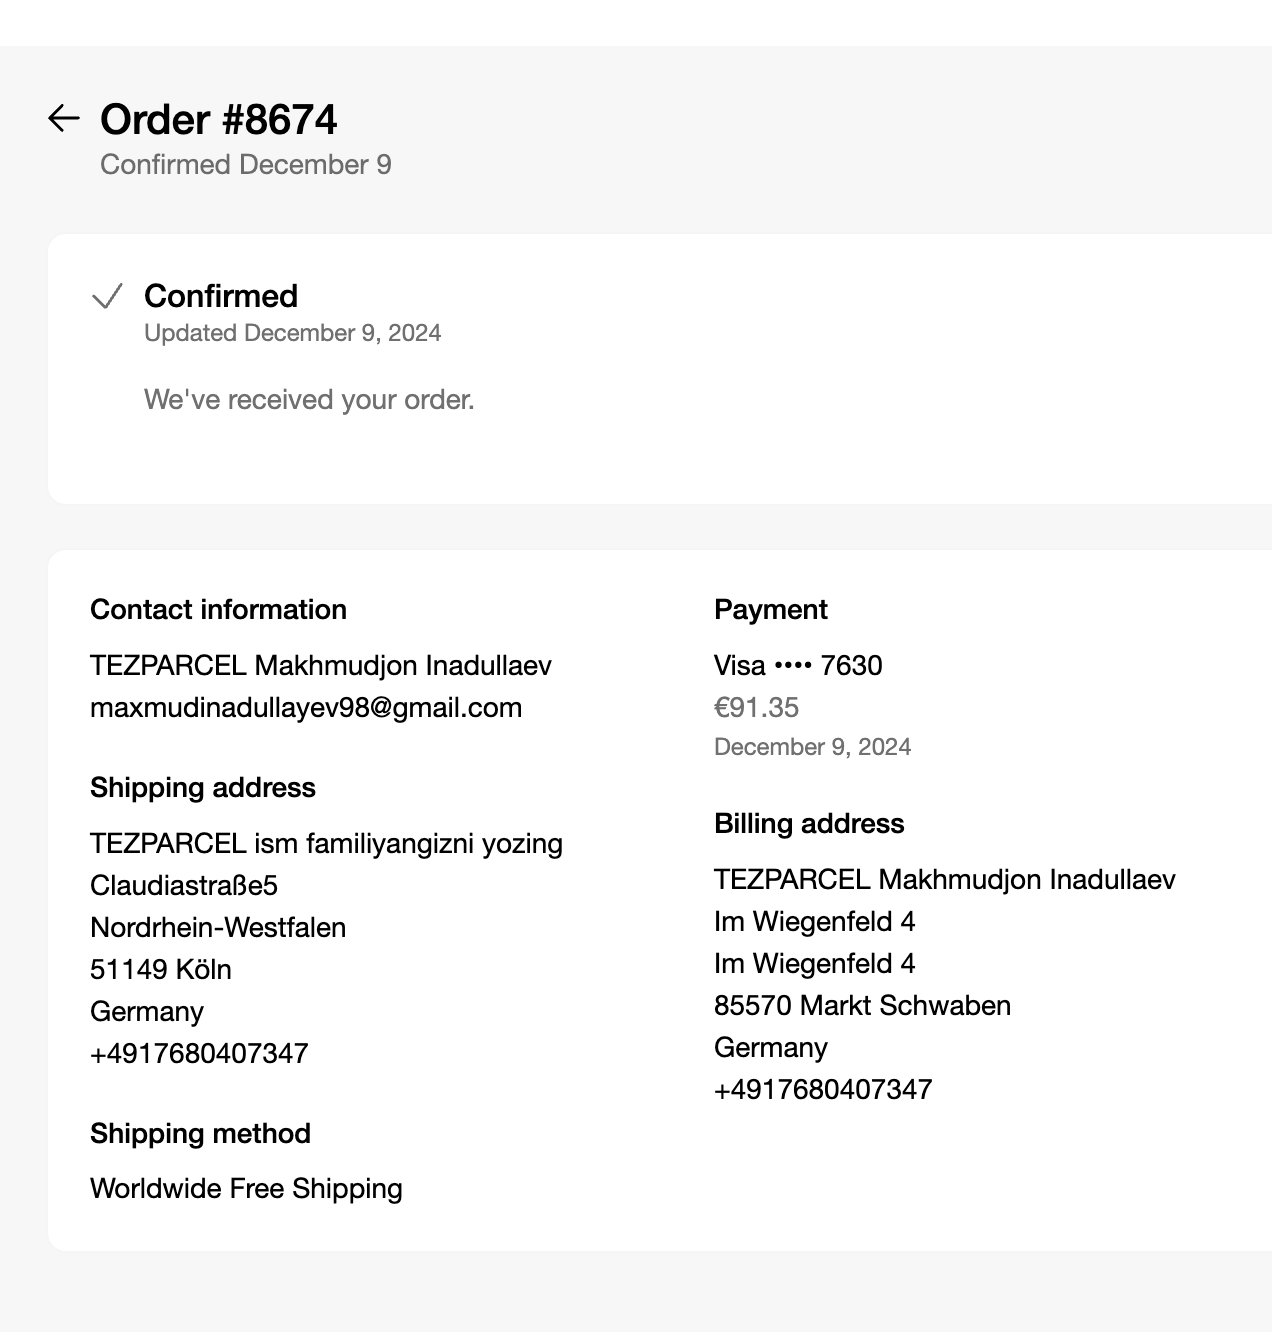 Order #8674
Confirmed December 9
Confirmed
Updated December 9, 2024
We've received your order.
Contact information
TEZPARCEL Makhmudjon Inadullaev
maxmudinadullayev98@gmail.com
Shipping address
TEZPARCEL ism familiyangizni yozing
Claudiastraße5
Nordrhein-Westfalen
51149 Köln
Germany
+4917680407347
Shipping method
Worldwide Free Shipping
Payment
Visa •••• 7630
€91.35
December 9, 2024
Billing address
TEZPARCEL Makhmudjon Inadullaev
Im Wiegenfeld 4
Im Wiegenfeld 4
85570 Markt Schwaben
Germany
+4917680407347